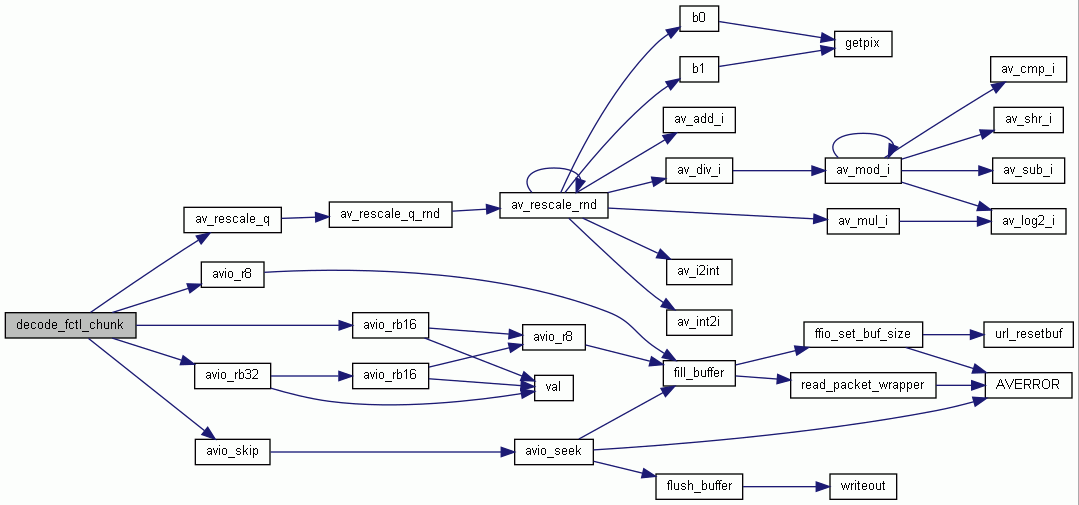 b0
getpix
b1
av_cmp_i
av_add_i
av_shr_i
av_div_i
av_mod_i
av_sub_i
av_rescale_q
av_rescale_q_rnd
av_rescale_rnd
av_mul_i
av_log2_i
avio_r8
av_i2int
decode_fctl_chunk
avio_rb16
av_int2i
avio_r8
ffio_set_buf_size
url_resetbuf
avio_rb32
avio_rb16
val
fill_buffer
read_packet_wrapper
AVERROR
avio_skip
avio_seek
flush_buffer
writeout